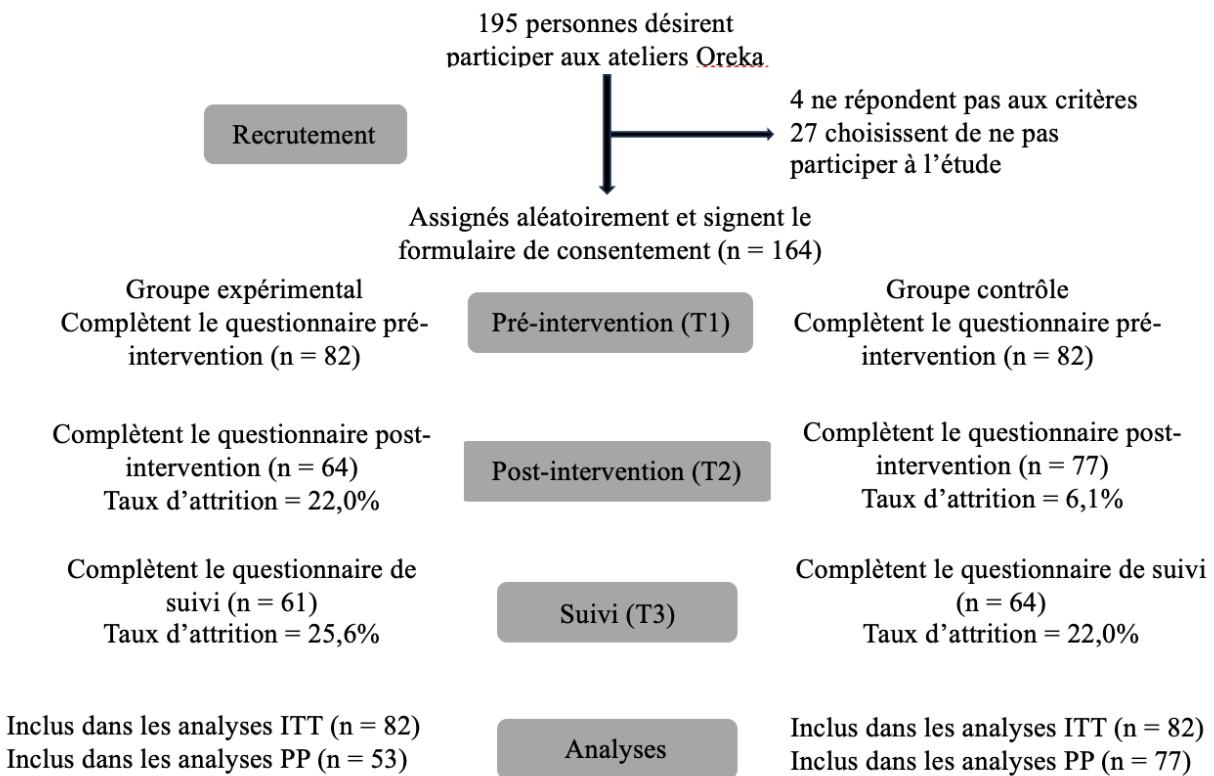 195 personnes désirent
participer aux ateliers Oreka
4 ne répondent pas aux critères
27 choisissent de ne pas
participer à l'étude
Recrutement
Assignés aléatoirement et signent le
formulaire de consentement (n = 164)
Groupe expérimental
Complètent le questionnaire pré-
intervention (n = 82)
Pré-intervention (T1)
Groupe contrôle
Complètent le questionnaire pré-
intervention (n = 82)
Complètent le questionnaire post-
intervention (n = 64)
Taux d'attrition = 22,0%
Post-intervention (T2)
Complètent le questionnaire post-
intervention (n = 77)
Taux d'attrition = 6,1%
Complètent le questionnaire de
suivi (n = 61)
Taux d'attrition = 25,6%
Suivi (T3)
Complètent le questionnaire de suivi
(n = 64)
Taux d'attrition = 22,0%
Inclus dans les analyses ITT (n = 82)
Inclus dans les analyses PP (n = 53)
Analyses
Inclus dans les analyses ITT (n = 82)
Inclus dans les analyses PP (n = 77)